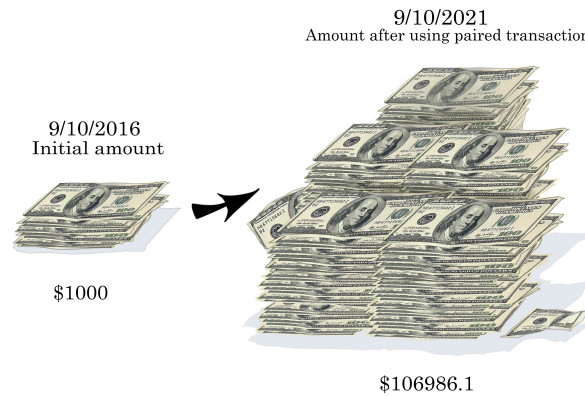 9/10/2016
Initial amount
$1000
9/10/2021
Amount after using paired transaction
$106986.1